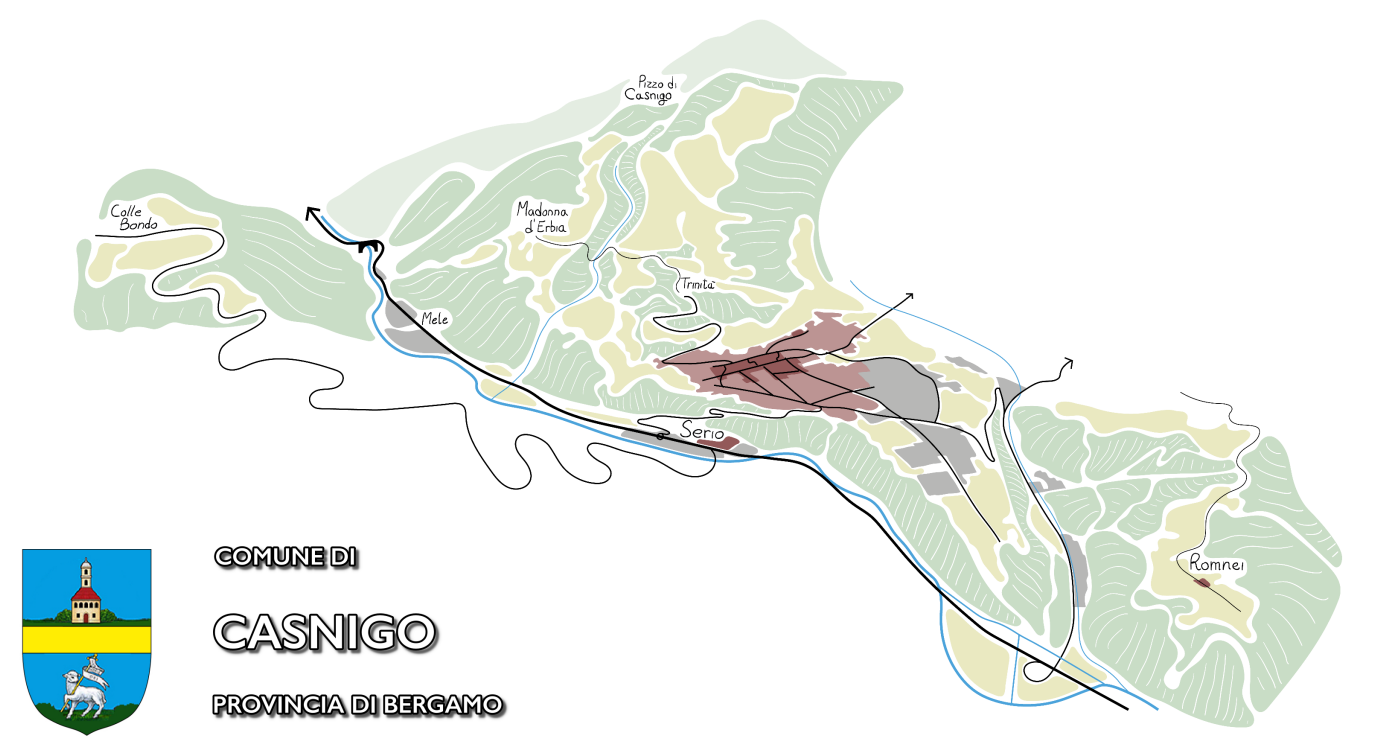 Pizzo di
Casnigo
Colle
Bondo
Madonna
d'Erbia
Trinità
Mele
Serio
Romnei
COMUNE DI
CASNIGO
PROVINCIA DI BERGAMO